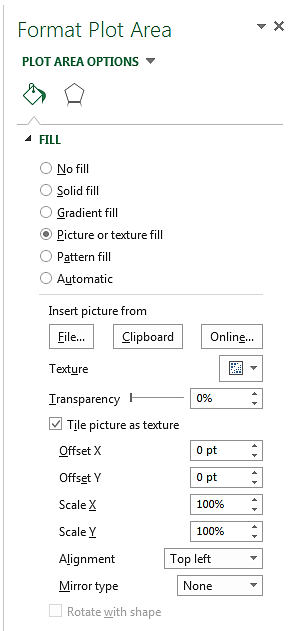 Format Plot Area
PLOT AREA OPTIONS
FILL
No fill
Solid fill
Gradient fill
Picture or texture fill
Pattern fill
Automatic
Insert picture from
File... Clipboard Online...
Texture
Transparency 0%
Tile picture as texture
Offset X 0 pt
Offset Y 0 pt
Scale X 100%
Scale Y 100%
Alignment Top left
Mirror type None
Rotate with shape